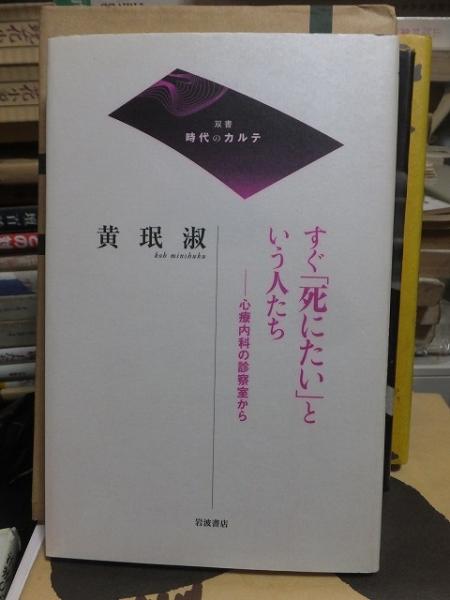 双書
時代のカルテ
すぐ「死にたい」と
いう人たち
——心療内科の診察室から
黄 珉 淑
koh minshuku
岩波書店